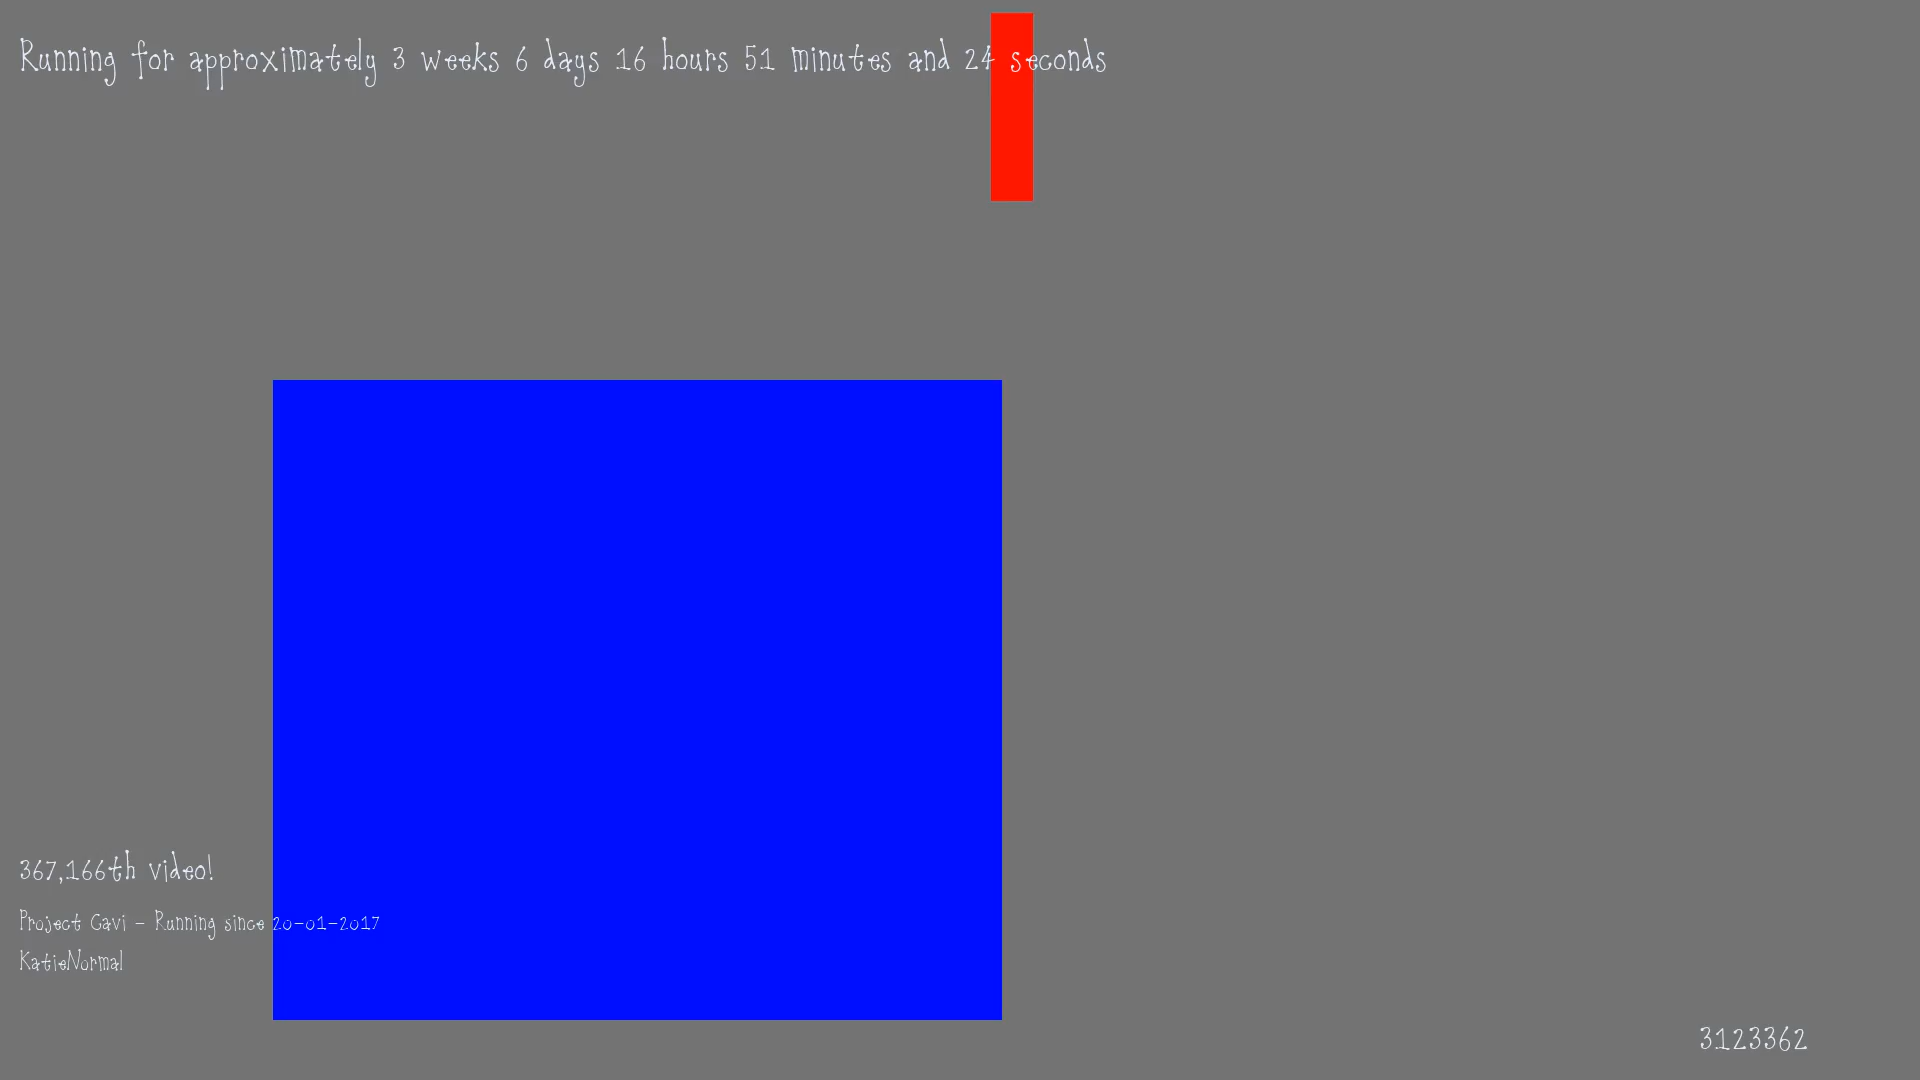 Running for approximately 3 weeks 6 days 16 hours 51 minutes and 24 seconds
367,166th video!
Project Gavi - Running since 20-01-2017
KatieNormal
3123362